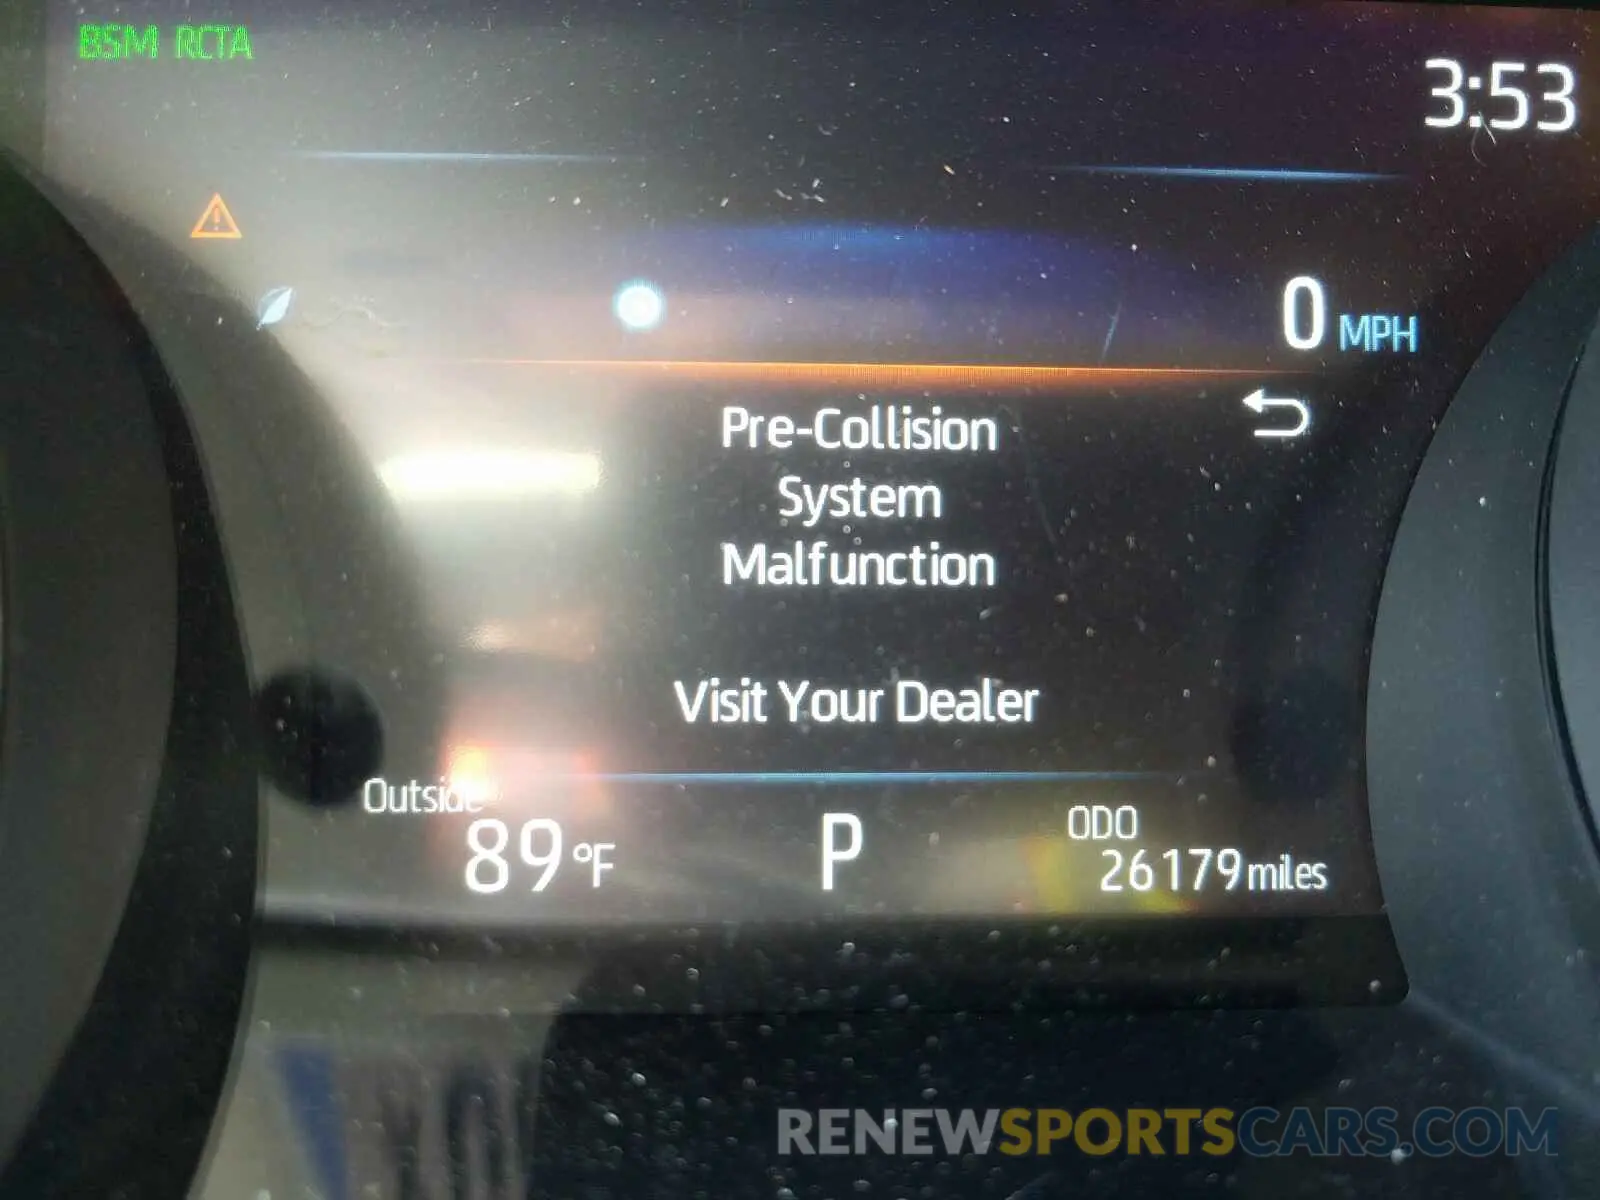 BSM RCTA
3:53
0 MPH
Pre-Collision
System
Malfunction
Visit Your Dealer
Outside
89°F
P
ODO
26179 miles
RENEWSPORTSCARS.COM